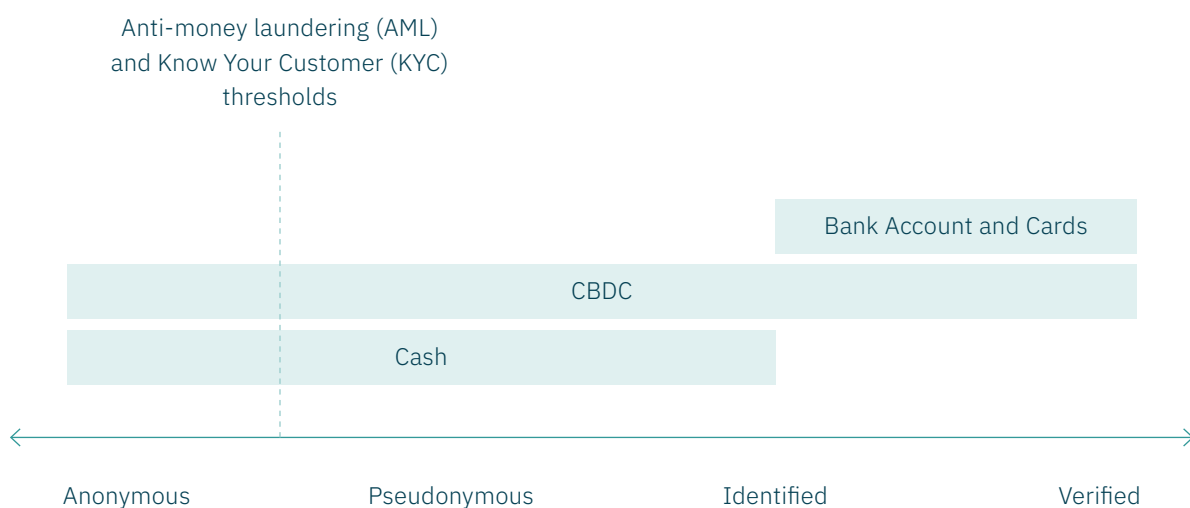 Anti-money laundering (AML)
and Know Your Customer (KYC)
thresholds
Bank Account and Cards
CBDC
Cash
Anonymous
Pseudonymous
Identified
Verified